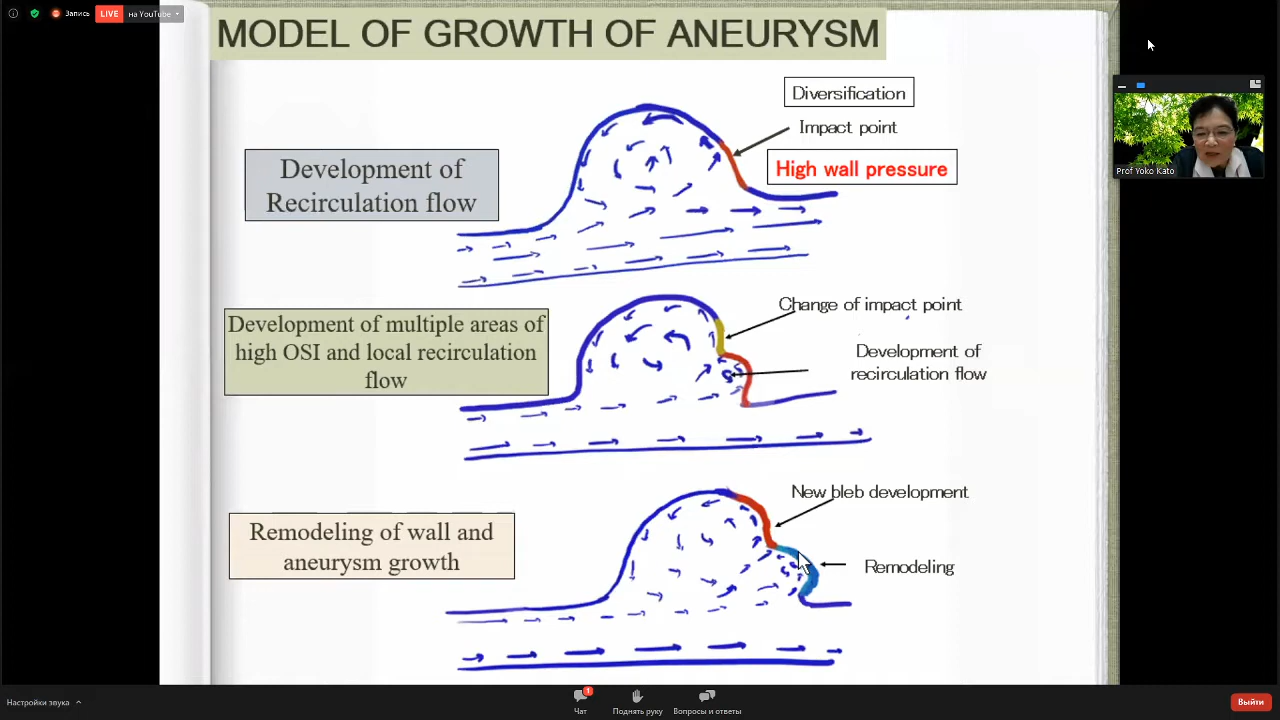 Запись
LIVE
на YouTube
MODEL OF GROWTH OF ANEURYSM
Diversification
Impact point
High wall pressure
Development of
Recirculation flow
Prof Yoko Kato
Change of impact point
Development of multiple areas of
high OSI and local recirculation
flow
Development of
recirculation flow
New bleb development
Remodeling of wall and
aneurysm growth
Remodeling
Настройки звука
1
Чат
Поднять руку
Вопросы и ответы
Выйти